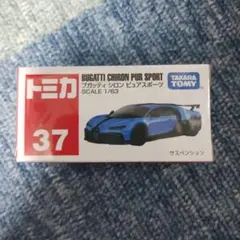 トミカ
37
BUGATTI CHIRON PUR SPORT
ブガッティ シロン ピュアスポーツ
SCALE 1/63
TAKARA
TOMY
サスペンション